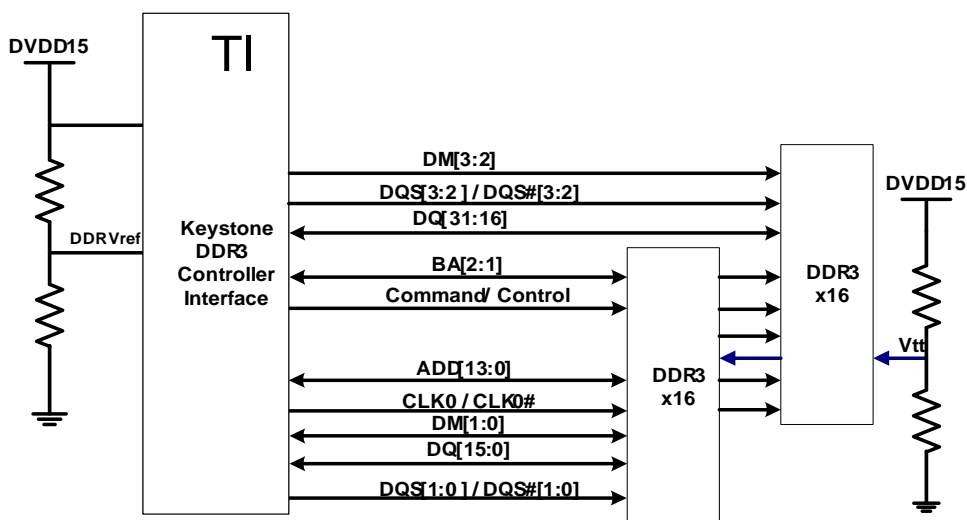 DVDD15
TI
DDRVref
Keystone
DDR3
Controller
Interface
DM[3:2]
DQS[3:2] / DQS#[3:2]
DQ[31:16]
BA[2:1]
Command/ Control
ADD[13:0]
CLK0 / CLK0#
DM[1:0]
DQ[15:0]
DQS[1:0] / DQS#[1:0]
DDR3
x16
DDR3
x16
DVDD15
Vtt